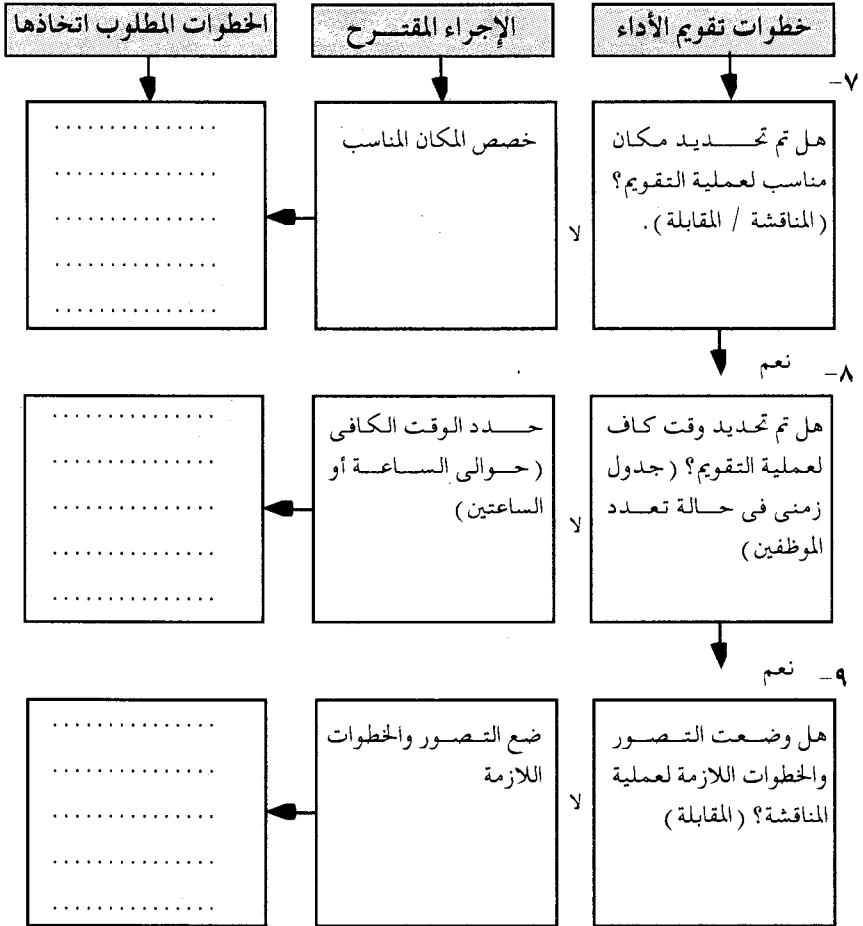 خطوات تقويم الأداء
الإجراء المقترح
الخطوات المطلوب اتخاذها
٧-
هل تم تحديد مكان
مناسب لعملية التقويم؟
(المناقشة / المقابلة).
لا
خصص المكان المناسب
...............
...............
...............
...............
...............
نعم
٨-
هل تم تحديد وقت كاف
لعملية التقويم؟ (جدول
زمنى فى حالة تعدد
الموظفين)
لا
حدد الوقت الكافى
(حوالى الساعة أو
الساعتين)
...............
...............
...............
...............
...............
نعم
٩-
هل وضعت التصور
والخطوات اللازمة لعملية
المناقشة؟ (المقابلة)
لا
ضع التصور والخطوات
اللازمة
...............
...............
...............
...............
...............